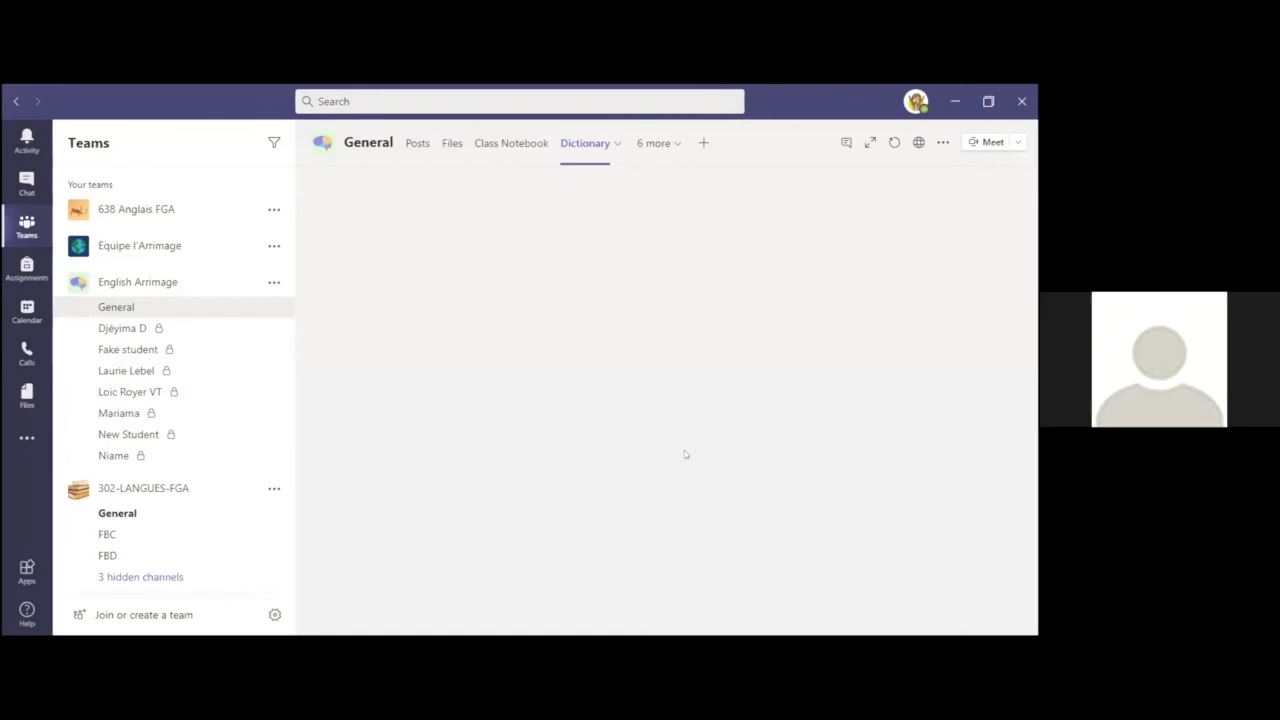 Search
Activity
Chat
Teams
Assignments
Calendar
Calls
Files
Apps
Help
Teams
Your teams
638 Anglais FGA
Équipe l'Arrimage
English Arrimage
General
Djéyima D
Fake student
Laurie Lebel
Loic Royer VT
Mariama
New Student
Niame
302-LANGUES-FGA
General
FBC
FBD
3 hidden channels
Join or create a team
General Posts Files Class Notebook Dictionary 6 more Meet